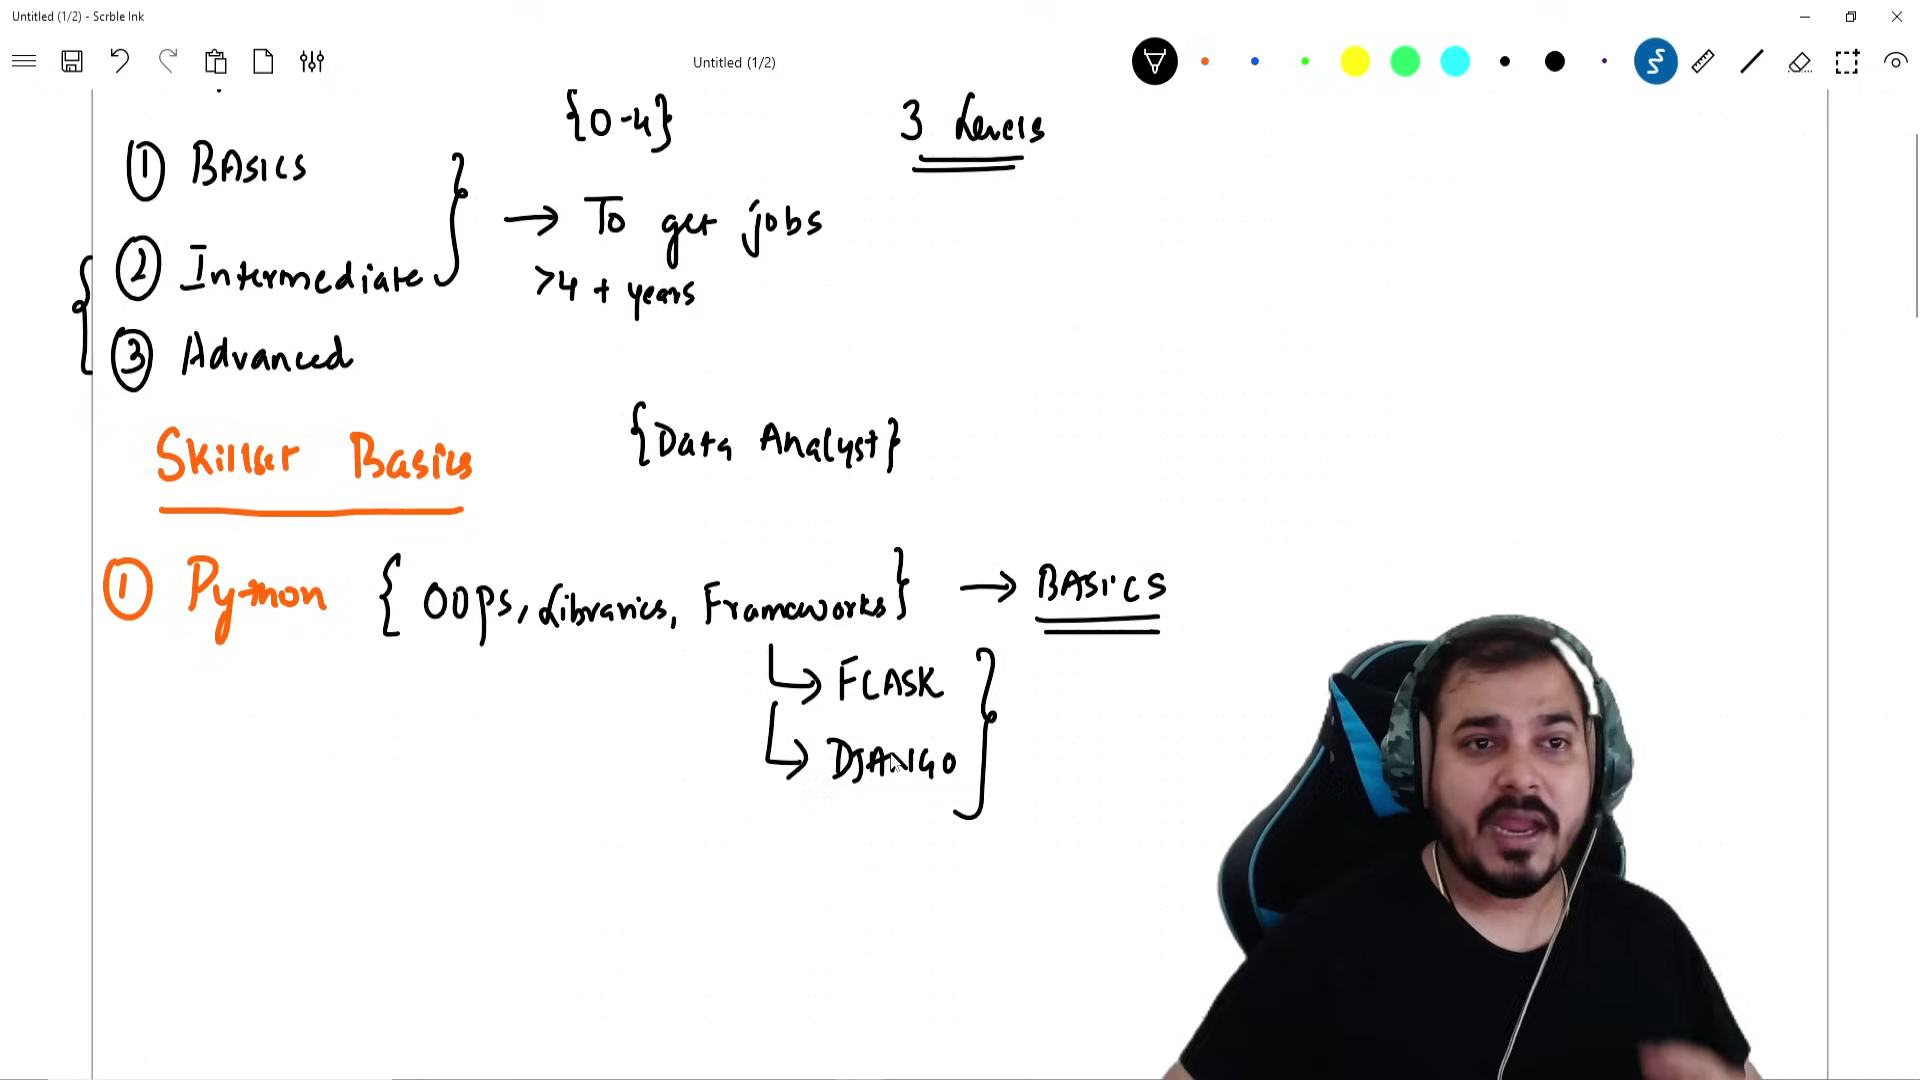 Untitled (1/2) - Scrble Ink
Untitled (1/2)
{0-4}
3 Levels
1 BASICS
→ To get jobs
2 Intermediate
>4 + years
3 Advanced
{Data Analyst}
Skillset Basics
1 Python { OOPS, Libraries, Frameworks} → BASICS
FLASK
DJANGO